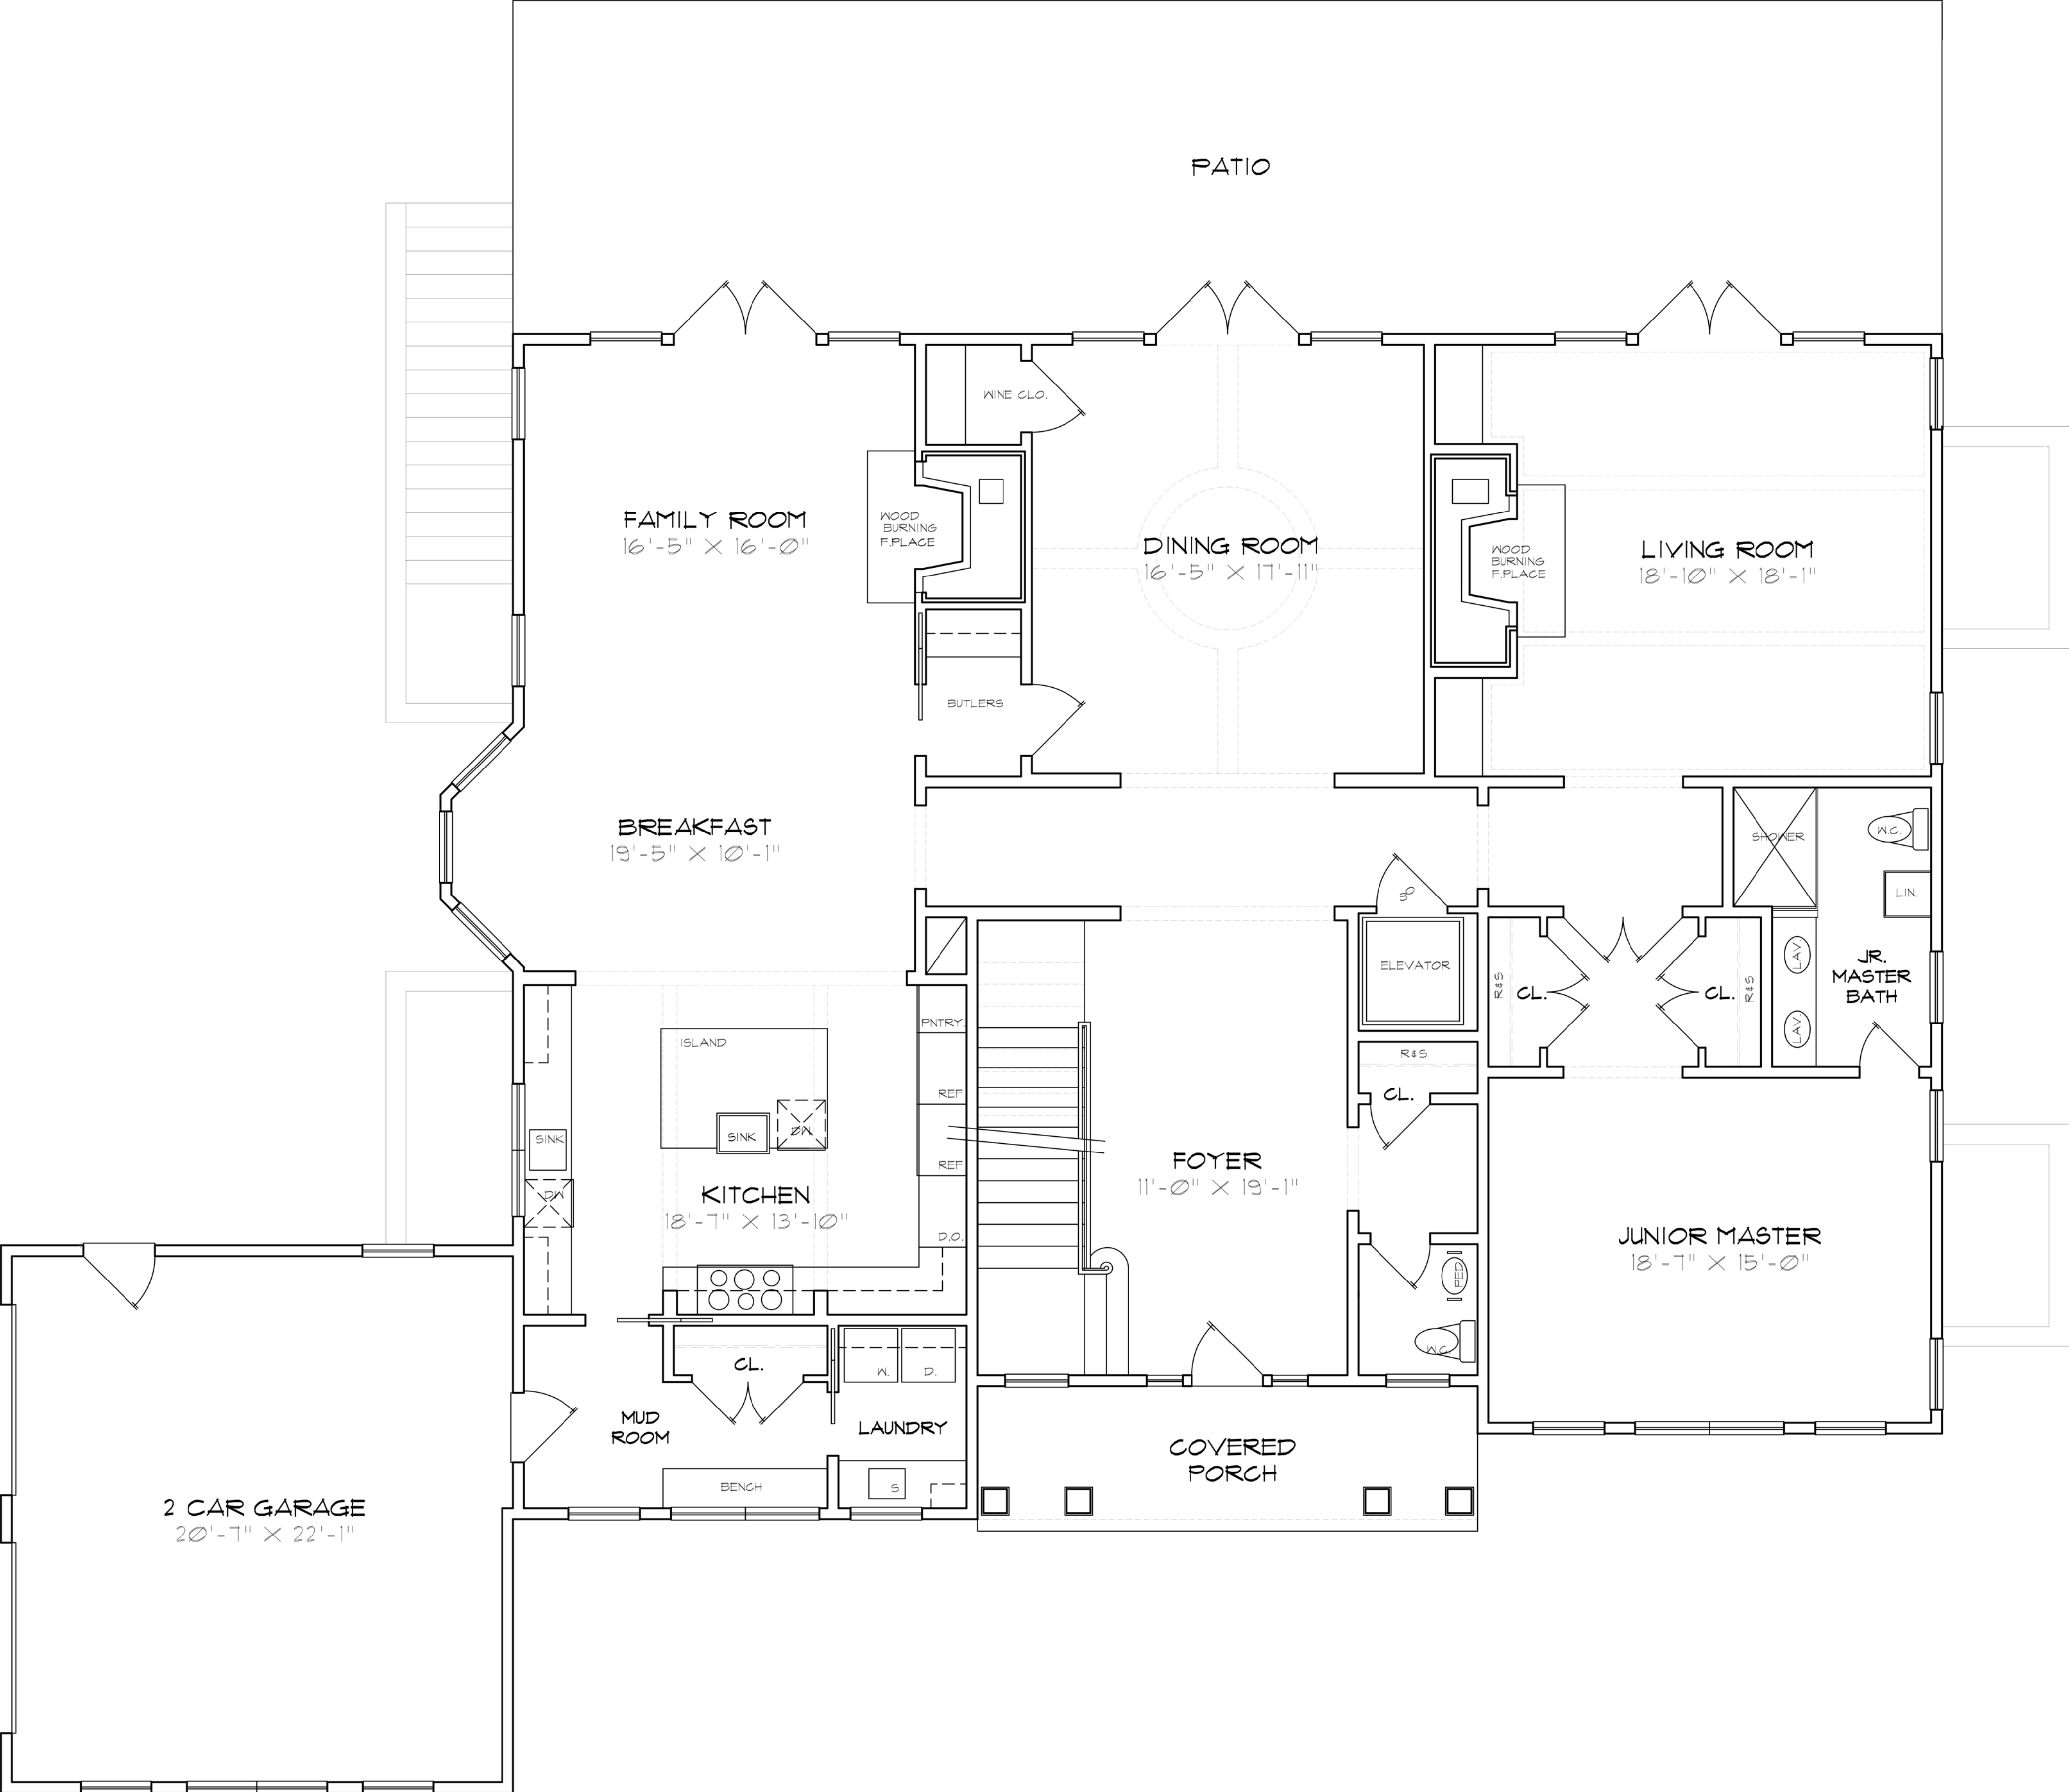 PATIO
WINE CLO.
FAMILY ROOM
16'-5" X 16'-0"
WOOD
BURNING
F.PLACE
DINING ROOM
16'-5" X 17'-11"
WOOD
BURNING
F.PLACE
LIVING ROOM
18'-10" X 18'-1"
BUTLERS
BREAKFAST
19'-5" X 10'-1"
SHOWER
W.C.
LIN.
ELEVATOR
R&S
CL.
CL.
R&S
LAV
LAV
JR.
MASTER
BATH
PNTRY.
ISLAND
REF
R&S
CL.
SINK
SINK
DW
REF
DW
KITCHEN
18'-7" X 13'-10"
FOYER
11'-0" X 19'-1"
D.O.
JUNIOR MASTER
18'-7" X 15'-0"
PED
W.C.
CL.
W.
D.
MUD
ROOM
LAUNDRY
COVERED
PORCH
BENCH
S
2 CAR GARAGE
20'-7" X 22'-1"